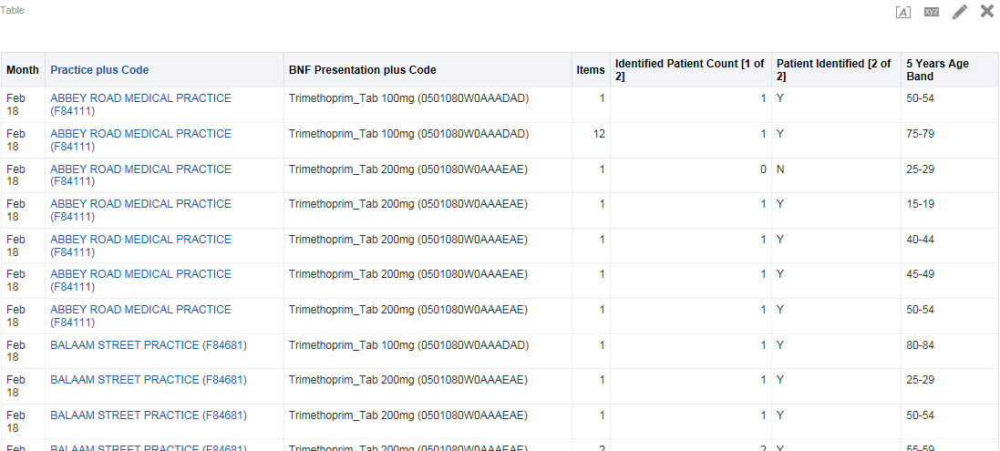 Table
A xyz
Month Practice plus Code BNF Presentation plus Code Items Identified Patient Count [1 of 2] Patient Identified [2 of 2] 5 Years Age Band
Feb 18 ABBEY ROAD MEDICAL PRACTICE (F84111) Trimethoprim_Tab 100mg (0501080W0AAADAD) 1 1 Y 50-54
Feb 18 ABBEY ROAD MEDICAL PRACTICE (F84111) Trimethoprim_Tab 100mg (0501080W0AAADAD) 12 1 Y 75-79
Feb 18 ABBEY ROAD MEDICAL PRACTICE (F84111) Trimethoprim_Tab 200mg (0501080W0AAAEAE) 1 0 N 25-29
Feb 18 ABBEY ROAD MEDICAL PRACTICE (F84111) Trimethoprim_Tab 200mg (0501080W0AAAEAE) 1 1 Y 15-19
Feb 18 ABBEY ROAD MEDICAL PRACTICE (F84111) Trimethoprim_Tab 200mg (0501080W0AAAEAE) 1 1 Y 40-44
Feb 18 ABBEY ROAD MEDICAL PRACTICE (F84111) Trimethoprim_Tab 200mg (0501080W0AAAEAE) 1 1 Y 45-49
Feb 18 ABBEY ROAD MEDICAL PRACTICE (F84111) Trimethoprim_Tab 200mg (0501080W0AAAEAE) 1 1 Y 50-54
Feb 18 BALAAM STREET PRACTICE (F84681) Trimethoprim_Tab 100mg (0501080W0AAADAD) 1 1 Y 80-84
Feb 18 BALAAM STREET PRACTICE (F84681) Trimethoprim_Tab 200mg (0501080W0AAAEAE) 1 1 Y 25-29
Feb 18 BALAAM STREET PRACTICE (F84681) Trimethoprim_Tab 200mg (0501080W0AAAEAE) 1 1 Y 50-54
Feb BALAAM STREET PRACTICE (F84681) Trimethoprim_Tab 200mg (0501080W0AAAEAE) 2 2 Y 55-59